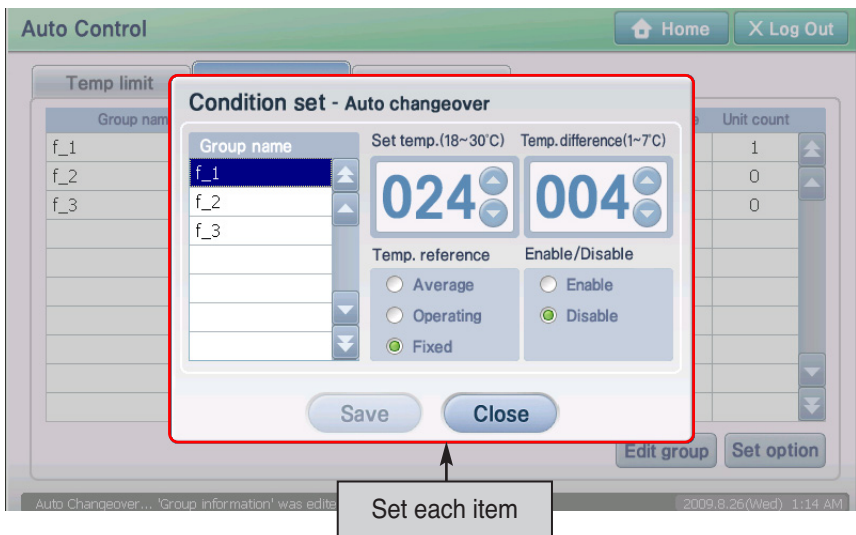 Auto Control
Home
X Log Out
Temp limit
Group nam
Unit count
f_1
1
f_2
0
f_3
0
Condition set - Auto changeover
Group name
f_1
f_2
f_3
Set temp.(18~30℃)
Temp.difference(1~7℃)
024
004
Temp. reference
Enable/Disable
Average
Enable
Operating
Disable
Fixed
Save
Close
Edit group
Set option
Auto Changeover... 'Group information' was edite
2009.8.26(Wed) 1:14 AM
Set each item